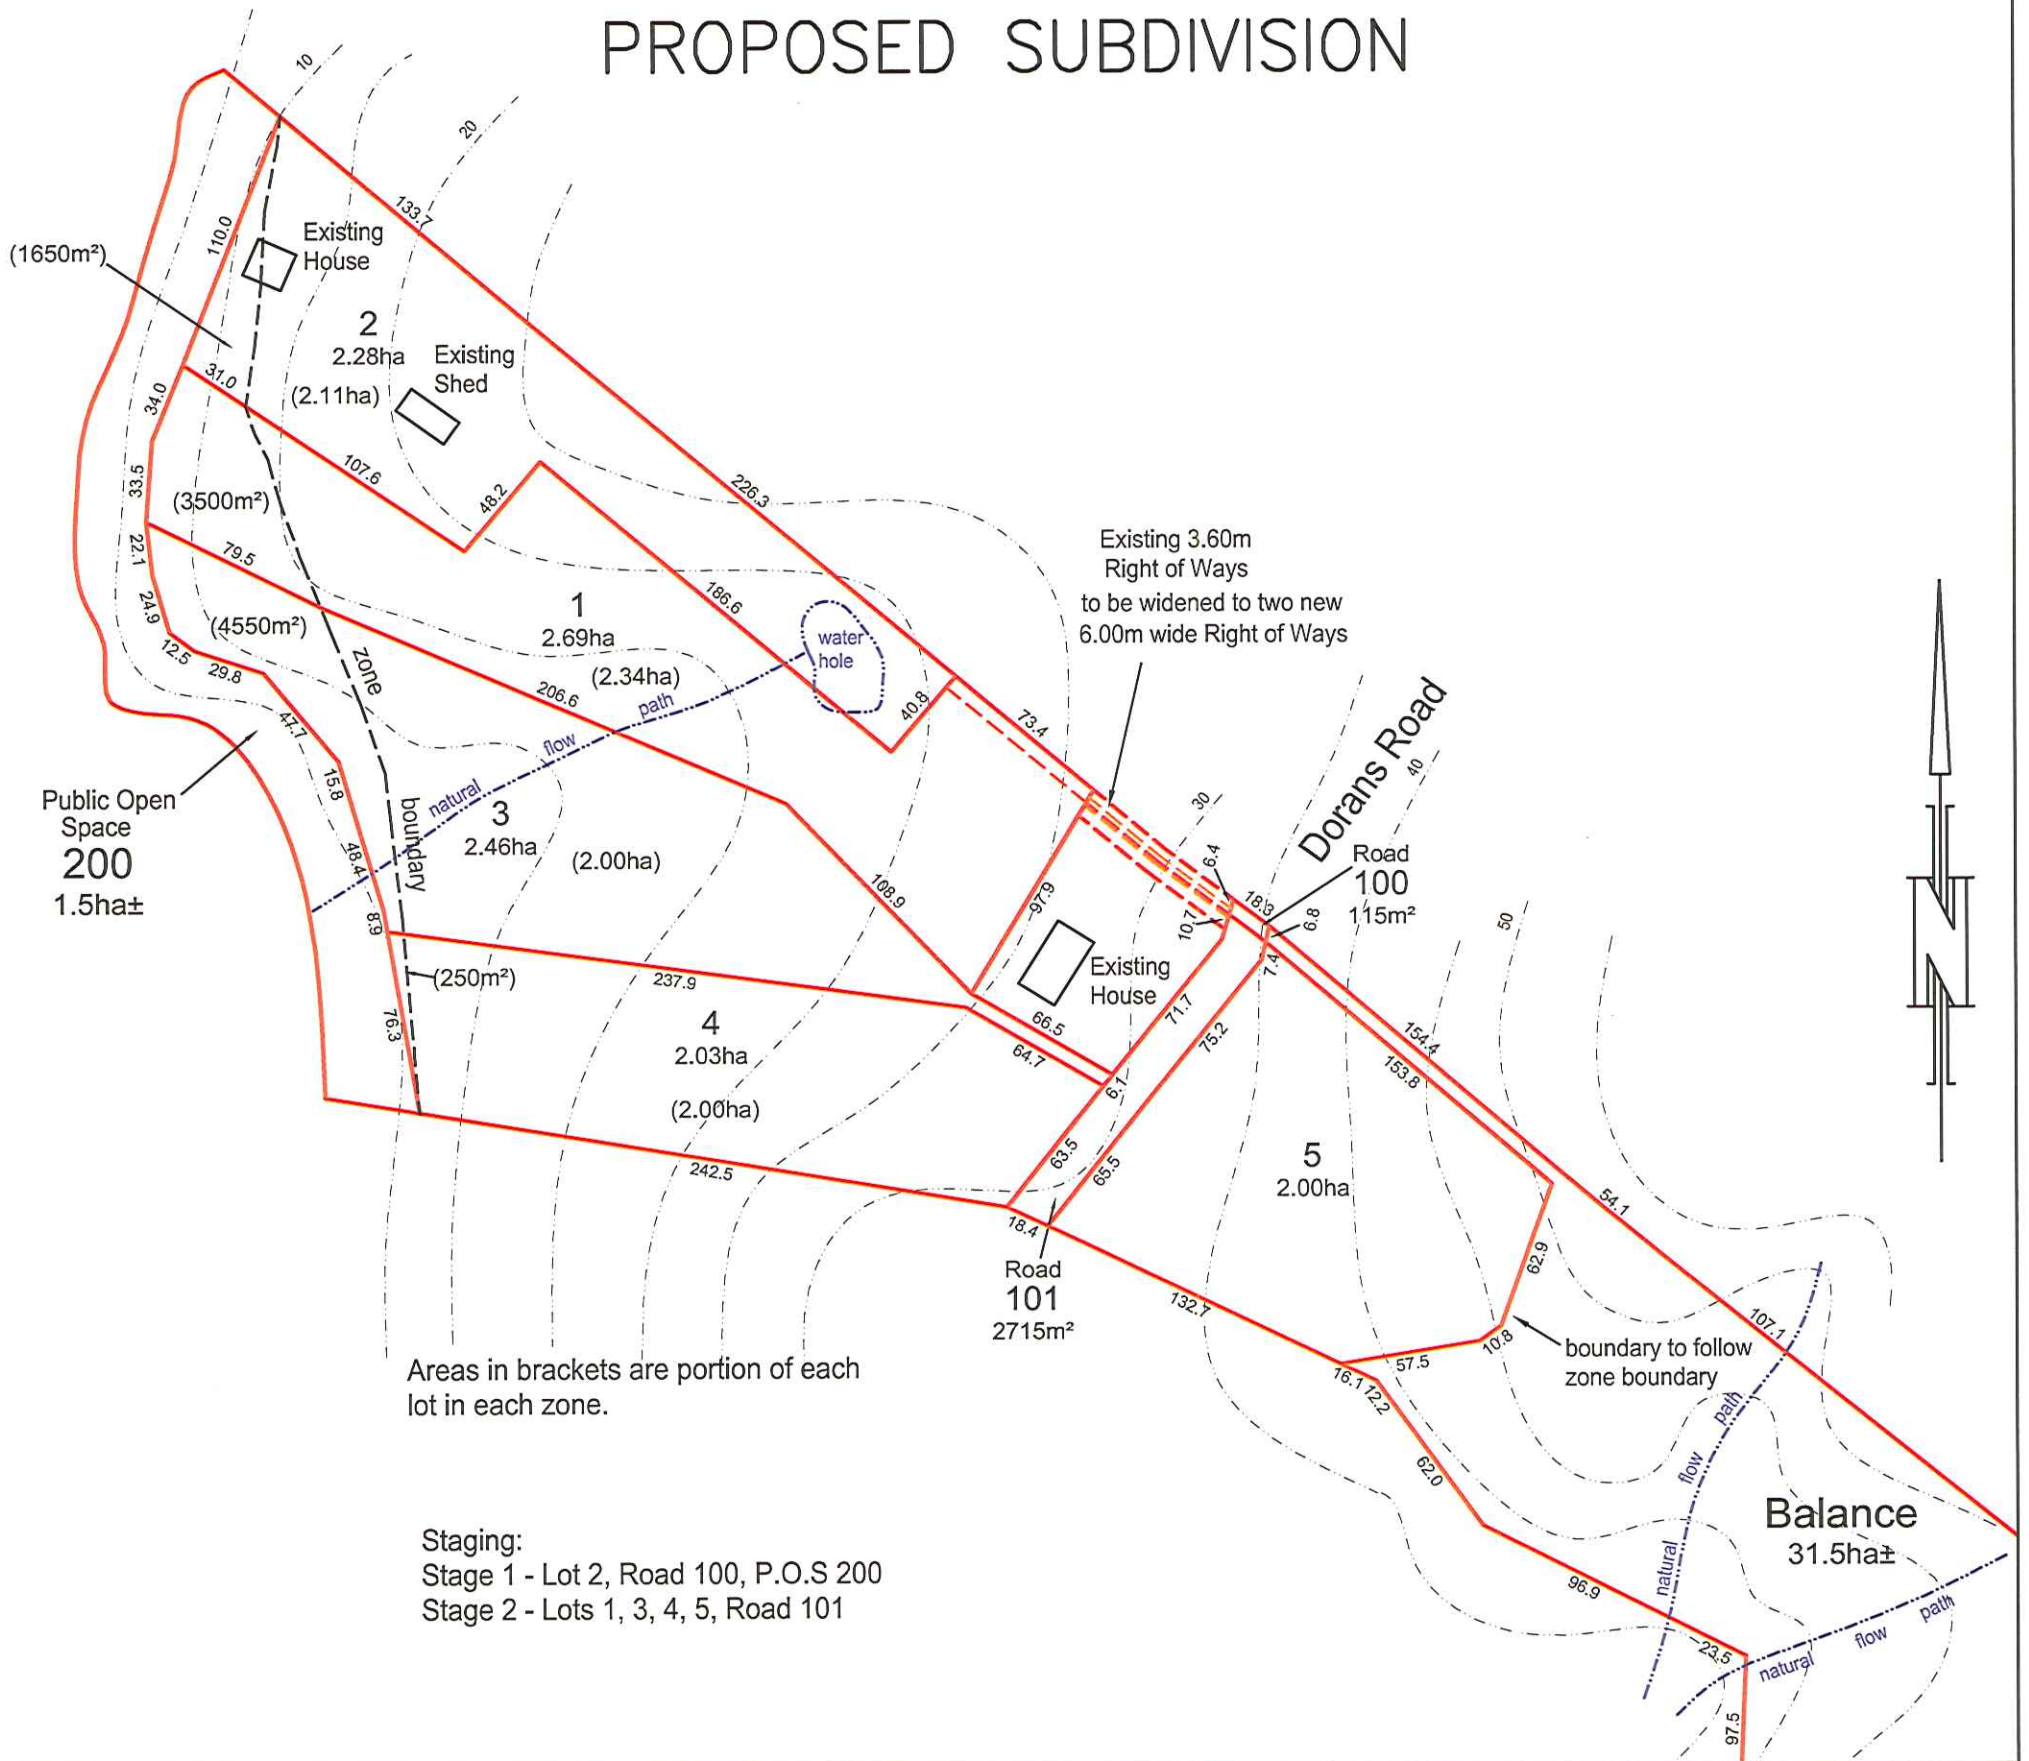 PROPOSED SUBDIVISION
10
20
133.7
110.0
Existing
House
(1650m²)
2
2.28ha
(2.11ha)
Existing
Shed
31.0
34.0
107.6
33.5
(3500m²)
48.2
226.3
22.1
79.5
24.9
(4550m²)
12.5
29.8
zone
boundary
1
2.69ha
(2.34ha)
186.6
water
hole
206.6
natural
flow
path
40.8
73.4
Existing 3.60m
Right of Ways
to be widened to two new
6.00m wide Right of Ways
47.7
15.8
Public Open
Space
200
1.5ha±
48.4
8.9
3
2.46ha
(2.00ha)
108.9
97.9
30
40
50
Dorans Road
6.4
18.3
Road
100
115m²
6.8
10.7
7.4
Existing
House
(250m²)
237.9
76.3
4
2.03ha
(2.00ha)
66.5
64.7
71.7
75.2
6.1
63.5
65.5
242.5
18.4
Road
101
2715m²
154.4
153.8
5
2.00ha
54.1
62.9
132.7
107.1
10.8
57.5
16.1
12.2
boundary to follow
zone boundary
62.0
natural
flow
path
Balance
31.5ha±
96.9
23.5
natural
flow
path
97.5
N
Areas in brackets are portion of each
lot in each zone.
Staging:
Stage 1 - Lot 2, Road 100, P.O.S 200
Stage 2 - Lots 1, 3, 4, 5, Road 101